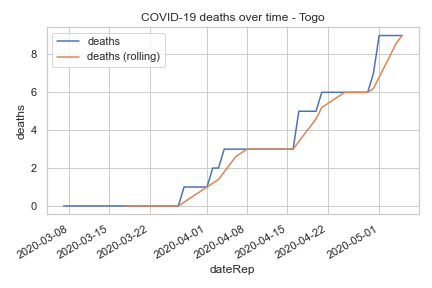 COVID-19 deaths over time - Togo
deaths
deaths (rolling)
8
6
4
2
0
deaths
2020-03-08
2020-03-15
2020-03-22
2020-04-01
2020-04-08
2020-04-15
2020-04-22
2020-05-01
dateRep